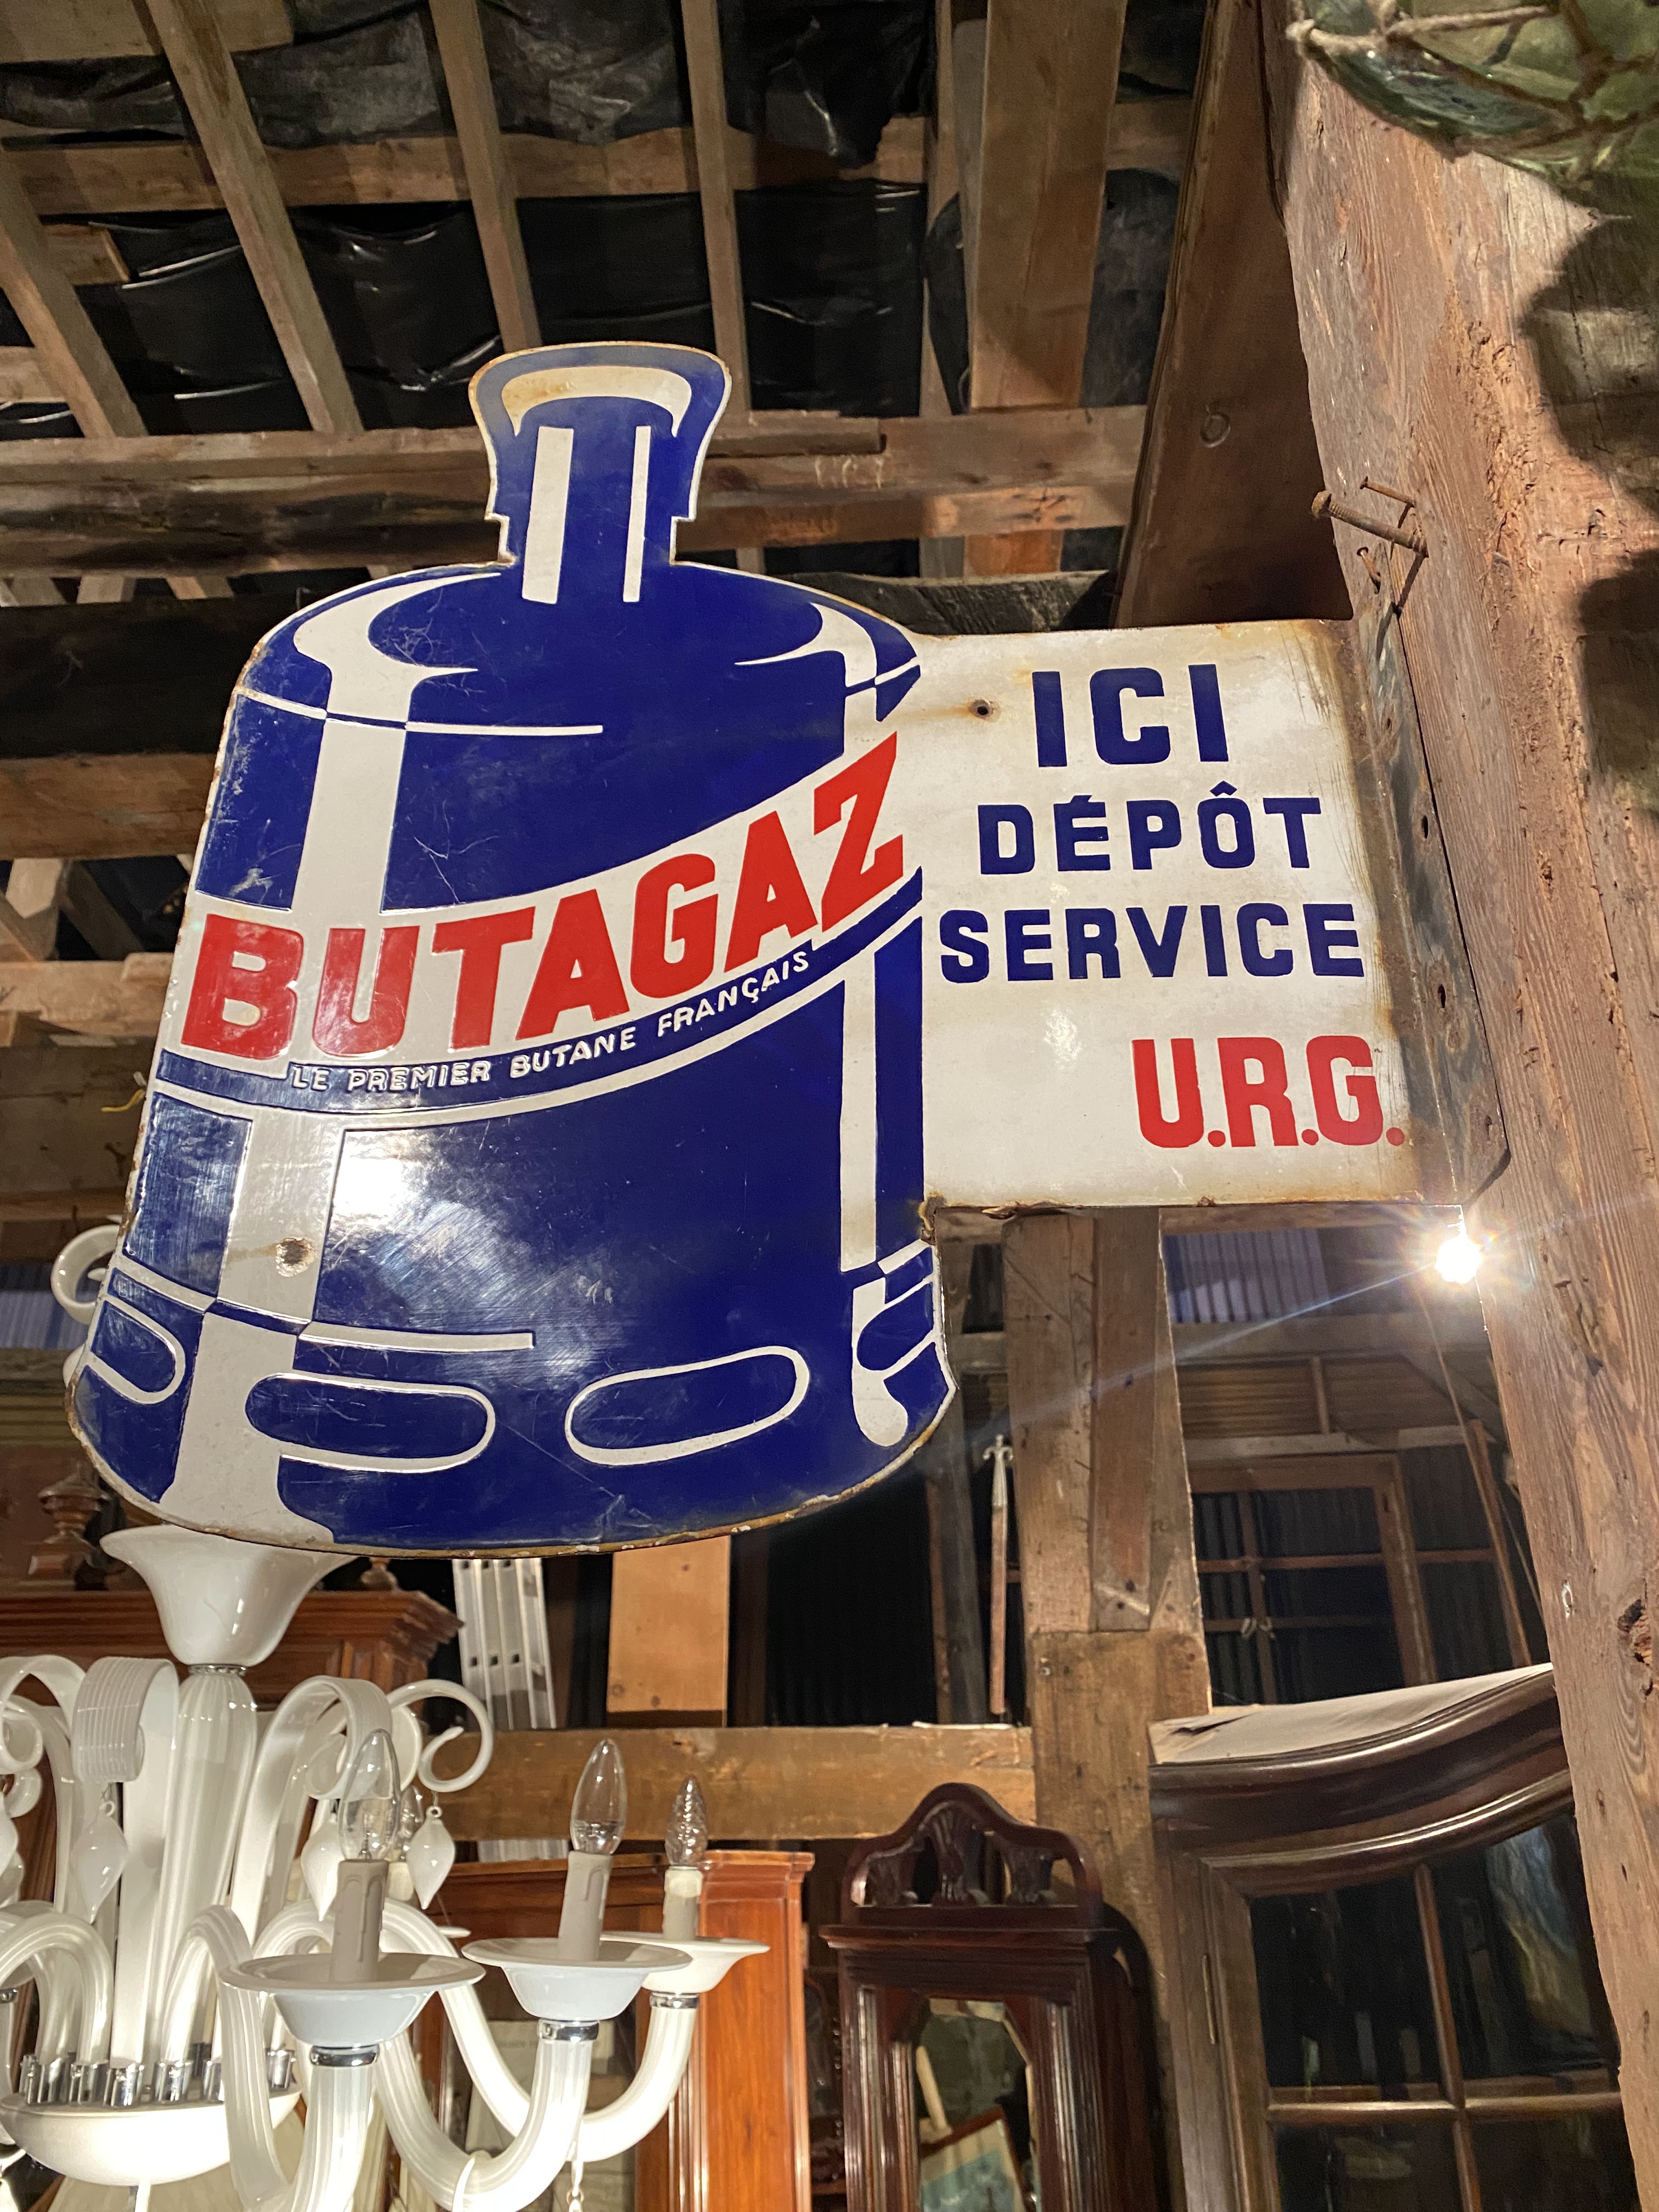 BUTAGAZ
LE PREMIER BUTANE FRANÇAIS
ICI
DÉPÔT
SERVICE
U.R.G.